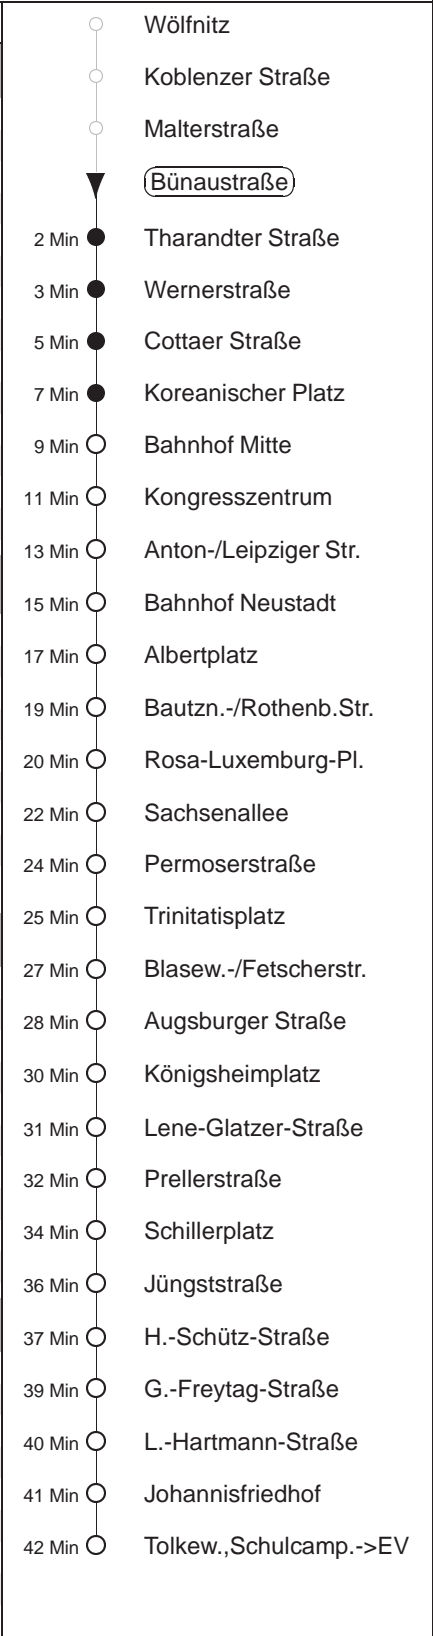 Wölfnitz
Koblenzer Straße
Malterstraße
Bünaustraße
2 Min Tharandter Straße
3 Min Wernerstraße
5 Min Cottaer Straße
7 Min Koreanischer Platz
9 Min Bahnhof Mitte
11 Min Kongresszentrum
13 Min Anton-/Leipziger Str.
15 Min Bahnhof Neustadt
17 Min Albertplatz
19 Min Bautzn.-/Rothenb.Str.
20 Min Rosa-Luxemburg-Pl.
22 Min Sachsenallee
24 Min Permoserstraße
25 Min Trinitatisplatz
27 Min Blasew.-/Fetscherstr.
28 Min Augsburger Straße
30 Min Königsheimplatz
31 Min Lene-Glatzer-Straße
32 Min Prellerstraße
34 Min Schillerplatz
36 Min Jüngststraße
37 Min H.-Schütz-Straße
39 Min G.-Freytag-Straße
40 Min L.-Hartmann-Straße
41 Min Johannisfriedhof
42 Min Tolkew.,Schulcamp.->EV